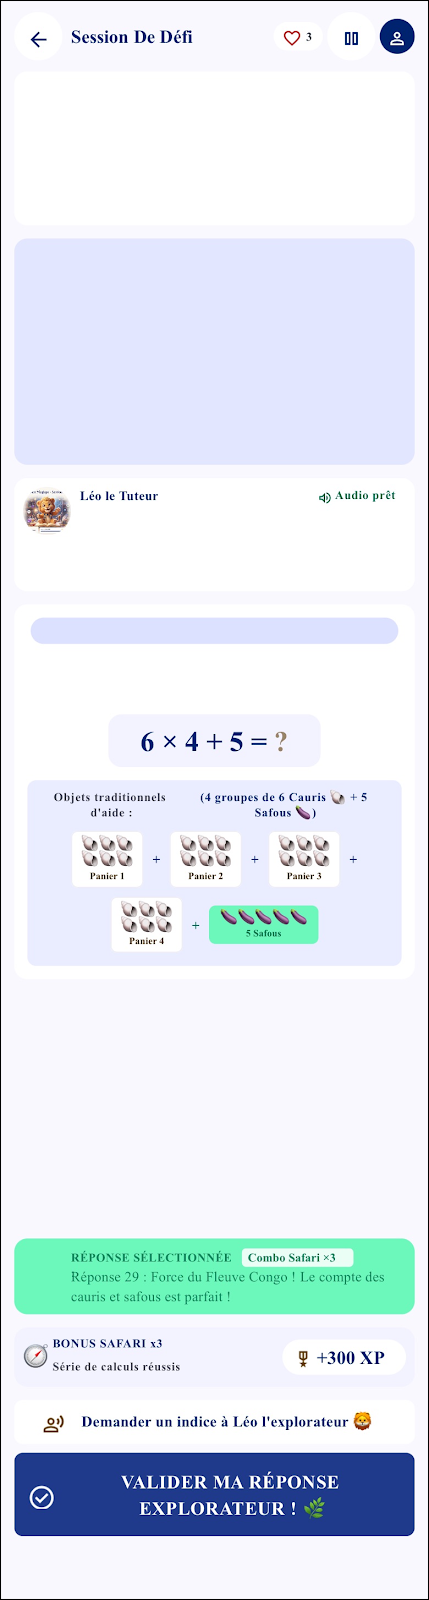 Session De Défi
3
Léo le Tuteur
Audio prêt
6 × 4 + 5 = ?
Objets traditionnels
d'aide :
(4 groupes de 6 Cauris 🐚 + 5
Safous 🍆)
Panier 1
+
Panier 2
+
Panier 3
+
Panier 4
+
5 Safous
RÉPONSE SÉLECTIONNÉE
Combo Safari ×3
Réponse 29 : Force du Fleuve Congo ! Le compte des
cauris et safous est parfait !
BONUS SAFARI x3
Série de calculs réussis
+300 XP
Demander un indice à Léo l'explorateur 🦁
VALIDER MA RÉPONSE
EXPLORATEUR ! 🌿